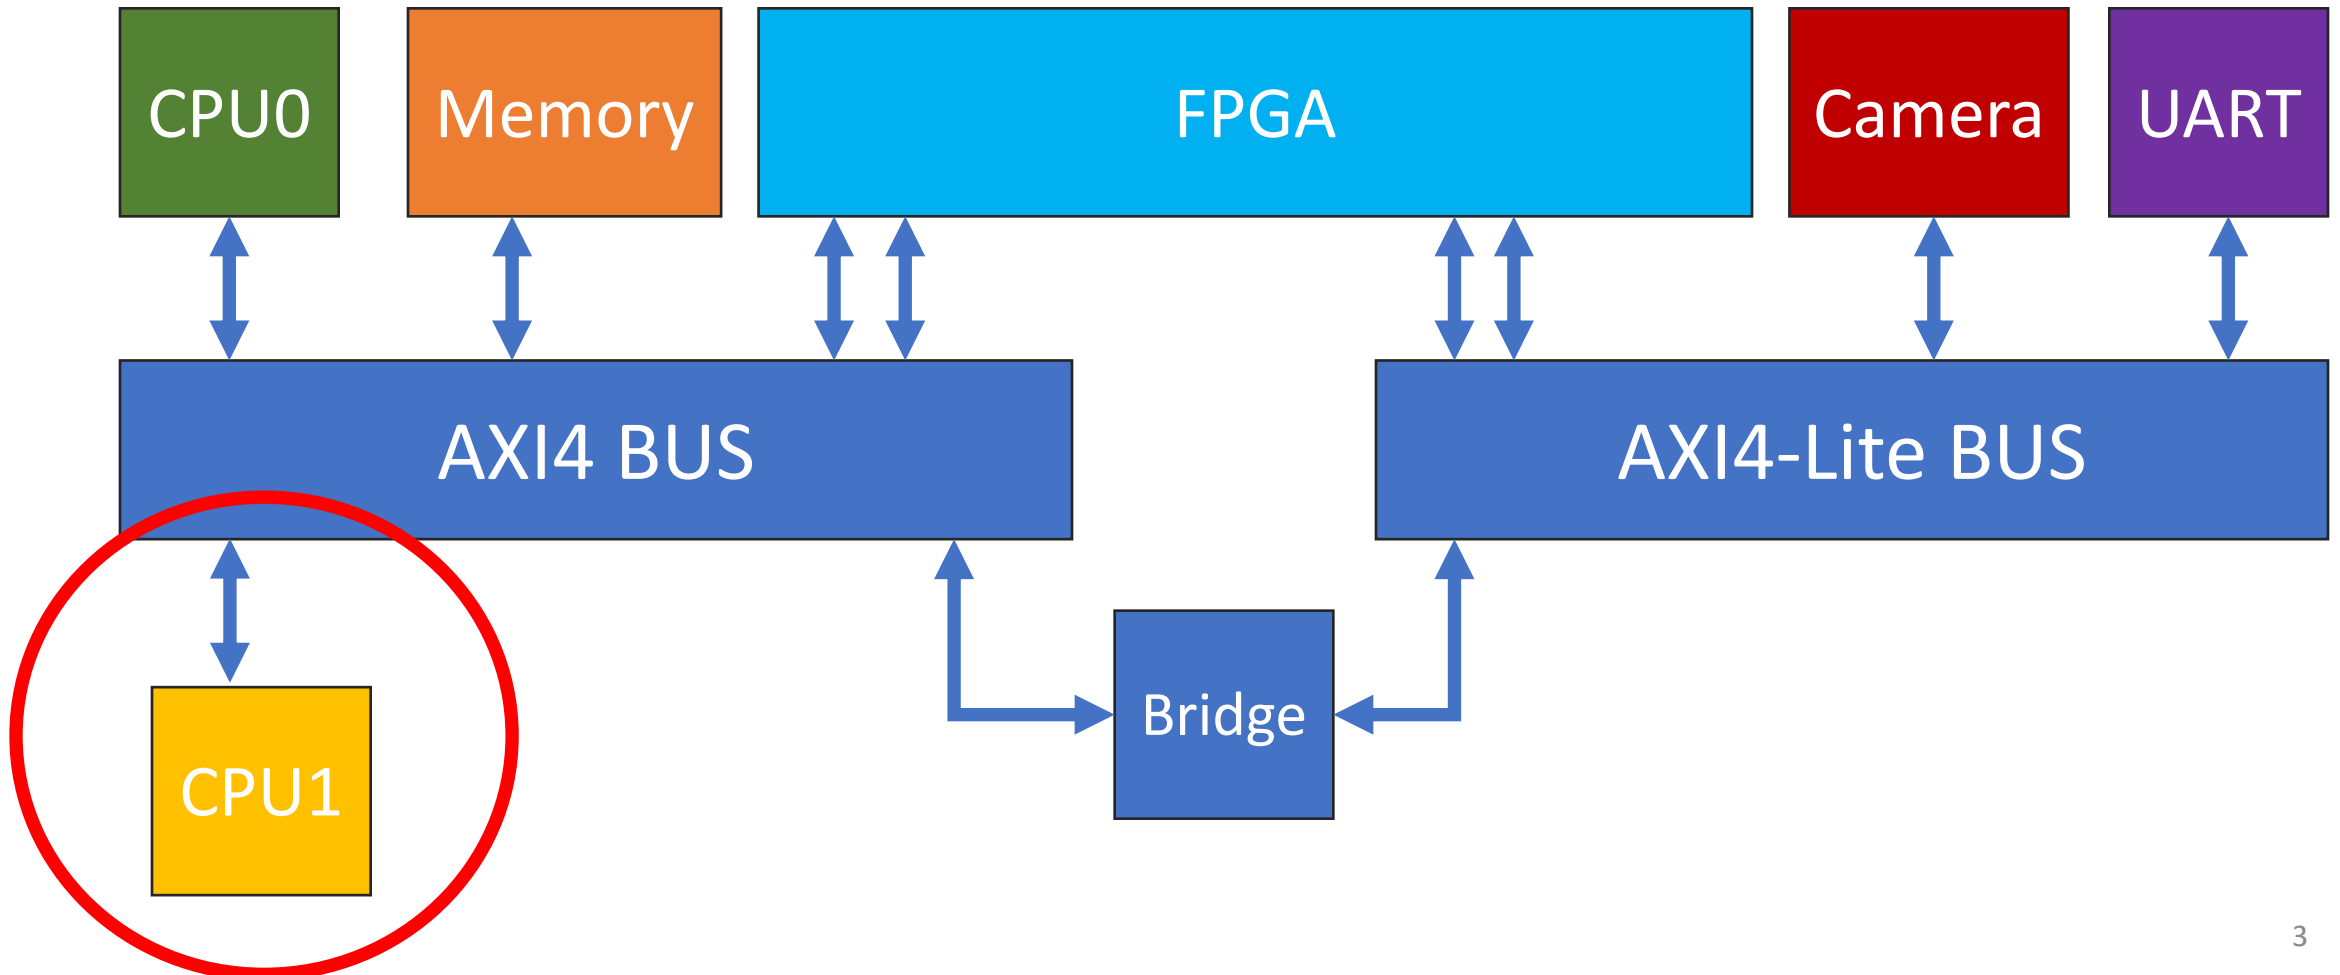 CPU0
Memory
FPGA
Camera
UART
AXI4 BUS
AXI4-Lite BUS
Bridge
CPU1
3